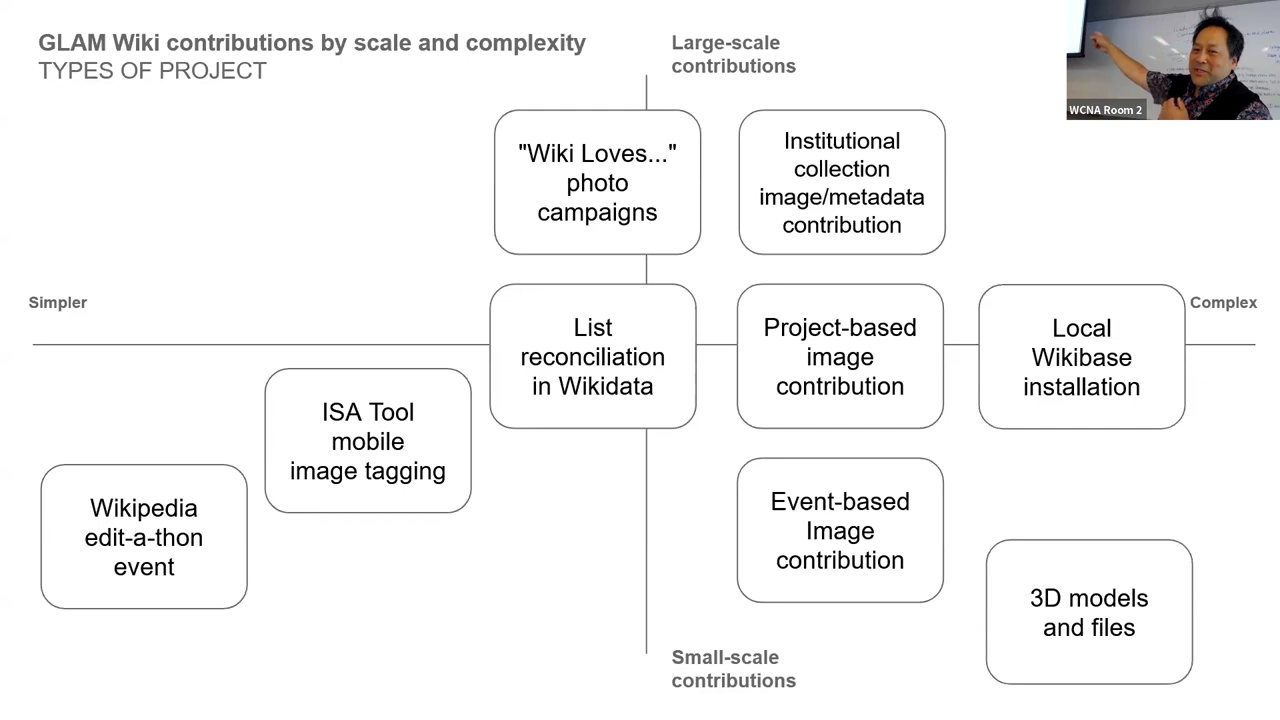 GLAM Wiki contributions by scale and complexity
TYPES OF PROJECT
Large-scale
contributions
WCNA Room 2
"Wiki Loves..."
photo
campaigns
Institutional
collection
image/metadata
contribution
Simpler
Complex
List
reconciliation
in Wikidata
Project-based
image
contribution
Local
Wikibase
installation
ISA Tool
mobile
image tagging
Wikipedia
edit-a-thon
event
Event-based
Image
contribution
3D models
and files
Small-scale
contributions